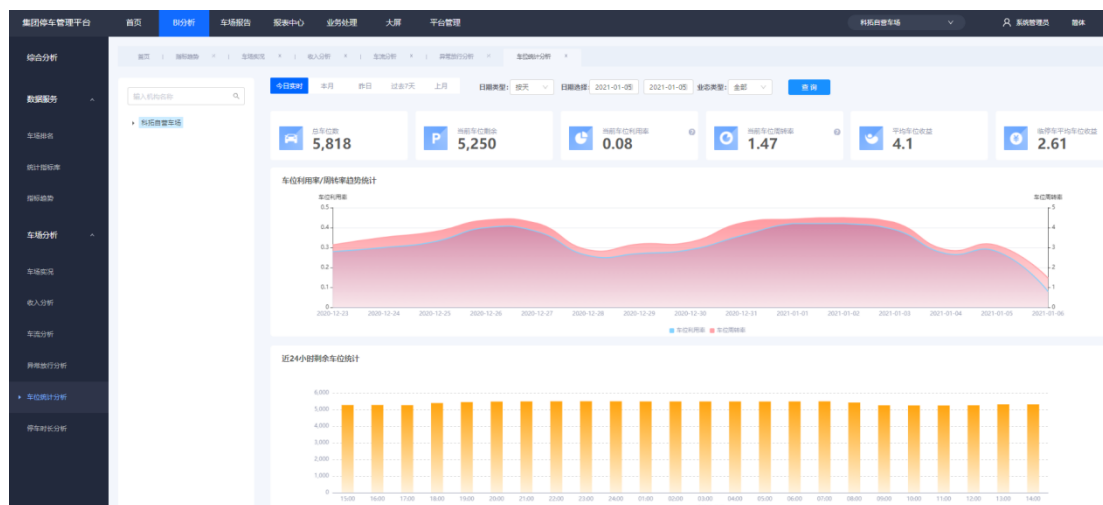 集团停车管理平台 首页 BI分析 车场报告 报表中心 业务处理 大屏 平台管理 科拓自营车场 系统管理员 简体
综合分析
首页 指标趋势 × 车场实况 × 收入分析 × 车流分析 × 异常放行分析 × 车位统计分析 ×
数据服务
车场排名
统计指标库
指标趋势
车场分析
车场实况
收入分析
车流分析
异常放行分析
车位统计分析
停车时长分析
输入机构名称
科拓自营车场
今日实时 本月 昨日 过去7天 上月 日期类型: 按天 日期选择: 2021-01-05 2021-01-05 业态类型: 全部 查询
总车位数 当前车位剩余 当前车位利用率 当前车位周转率 平均车位收益 临停车平均车位收益
5,818 5,250 0.08 1.47 4.1 2.61
车位利用率/周转率趋势统计
车位利用率 车位周转率
0.5 5
0.4 4
0.3 3
0.2 2
0.1 1
0 0
2020-12-23 2020-12-24 2020-12-25 2020-12-26 2020-12-27 2020-12-28 2020-12-29 2020-12-30 2020-12-31 2021-01-01 2021-01-02 2021-01-03 2021-01-04 2021-01-05 2021-01-06
车位利用率 车位周转率
近24小时剩余车位统计
6,000
5,000
4,000
3,000
2,000
1,000
0
15:00 16:00 17:00 18:00 19:00 20:00 21:00 22:00 23:00 24:00 01:00 02:00 03:00 04:00 05:00 06:00 07:00 08:00 09:00 10:00 11:00 12:00 13:00 14:00